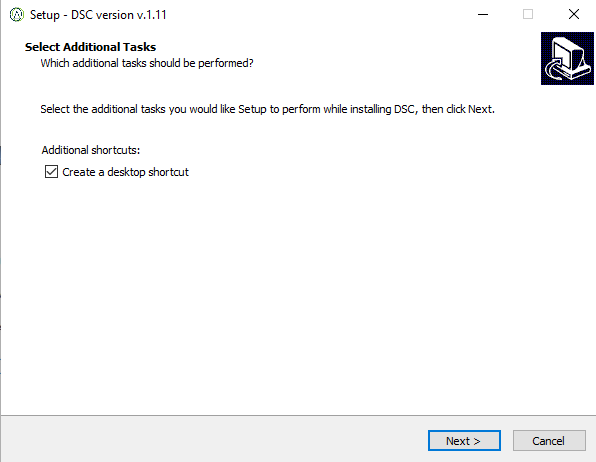 Setup - DSC version v.1.11
Select Additional Tasks
Which additional tasks should be performed?
Select the additional tasks you would like Setup to perform while installing DSC, then click Next.
Additional shortcuts:
Create a desktop shortcut
Next >
Cancel